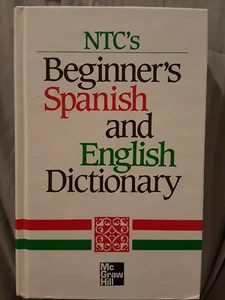 NTC's
Beginner's
Spanish
and
English
Dictionary
Mc
Graw
Hill